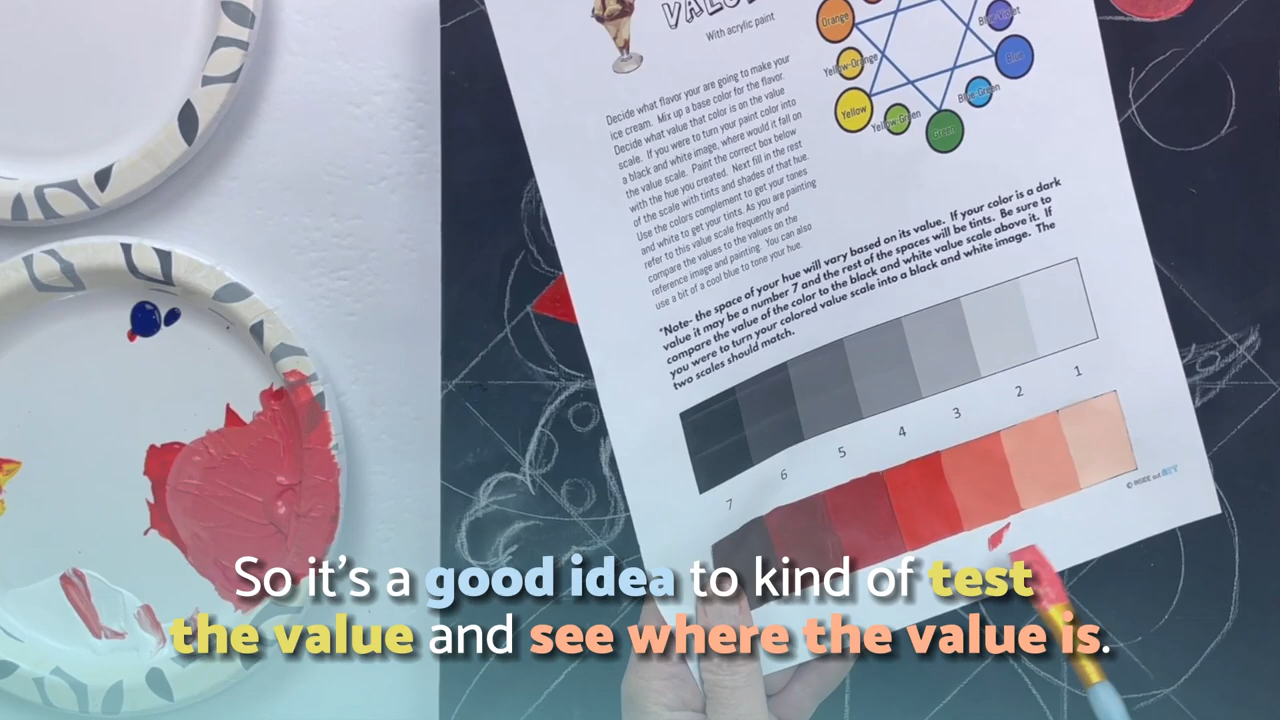 VALUE
With acrylic paint
Orange
Yellow-Orange
Yellow
Yellow-Green
Green
Blue-Green
Blue
Blue-Violet
Decide what flavor your are going to make your
ice cream. Mix up a base color for the flavor.
Decide what value that color is on the value
scale. If you were to turn your paint color into
a black and white image, where would it fall on
the value scale. Paint the correct box below
with the hue you created. Next fill in the rest
of the scale with tints and shades of that hue.
Use the colors complement to get your tones
and white to get your tints. As you are painting
refer to this value scale frequently and
compare the values to the values on the
reference image and painting. You can also
use a bit of a cool blue to tone your hue.
*Note- the space of your hue will vary based on its value. If your color is a dark
value it may be a number 7 and the rest of the spaces will be tints. Be sure to
compare the value of the color to the black and white value scale above it. If
you were to turn your colored value scale into a black and white image. The
two scales should match.
7 6 5 4 3 2 1
© INSIDE out ART
So it's a good idea to kind of test
the value and see where the value is.